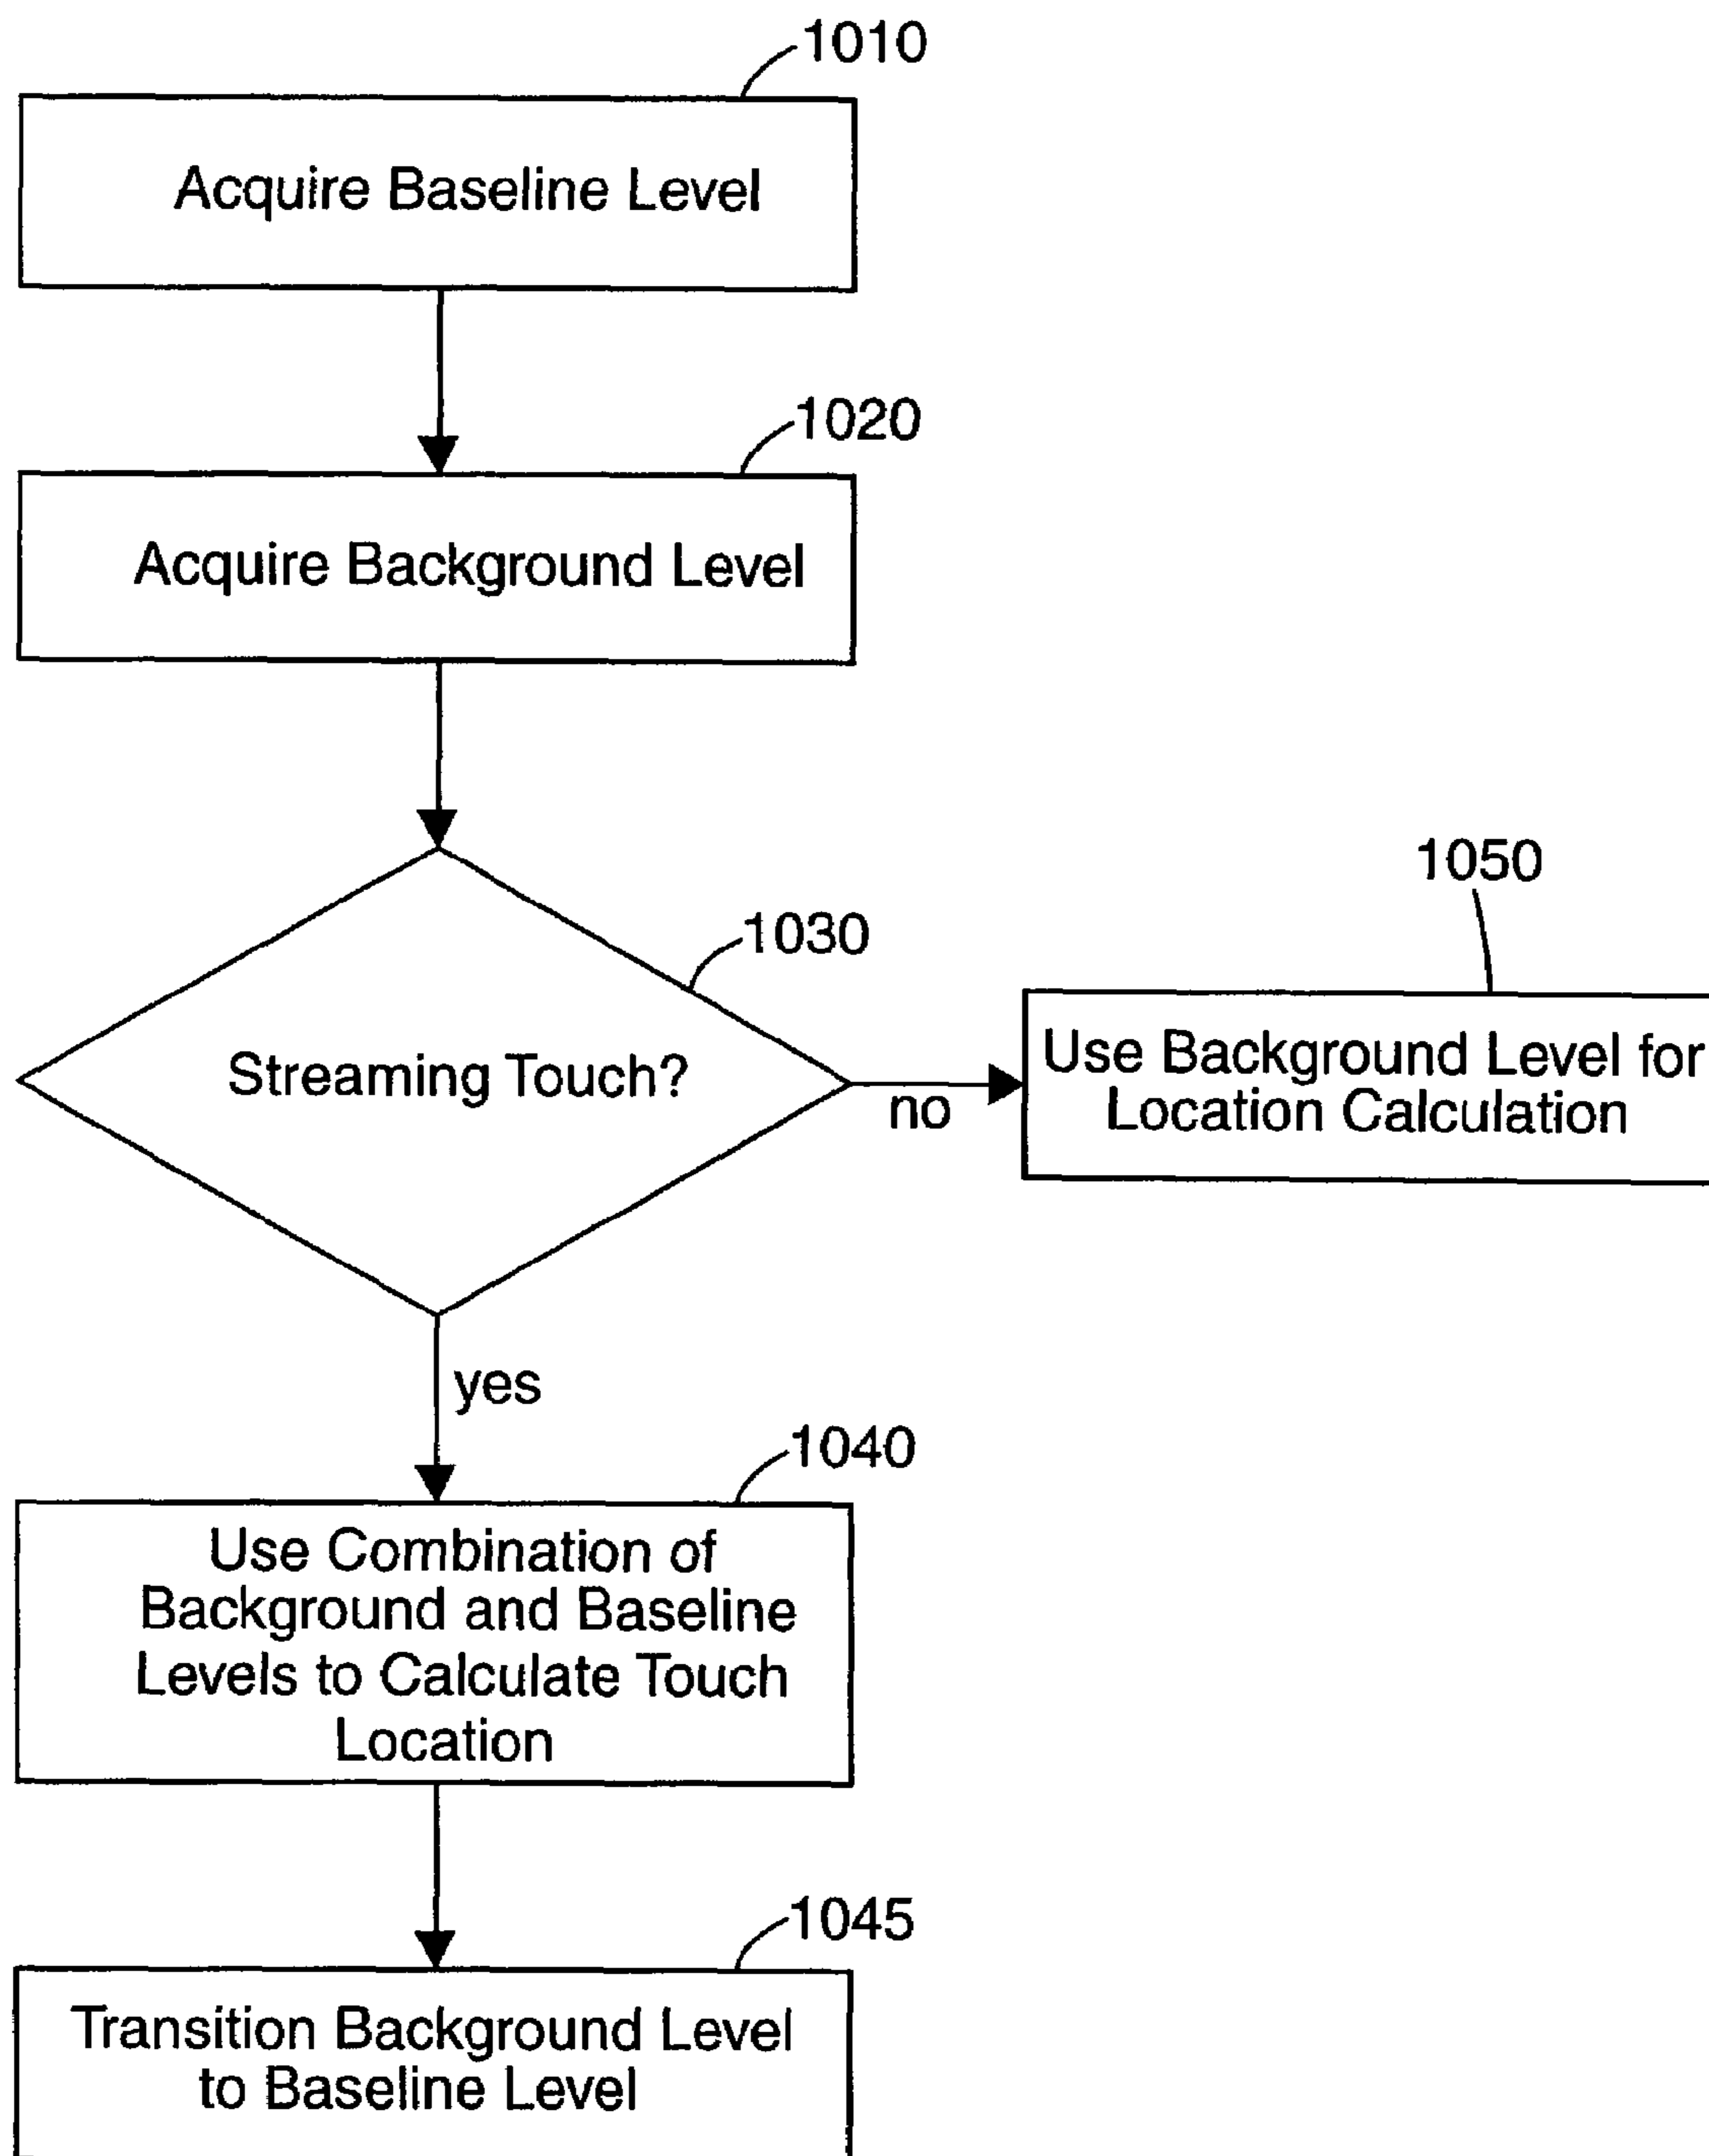 1010
Acquire Baseline Level
1020
Acquire Background Level
1030
Streaming Touch?
no
1050
Use Background Level for
Location Calculation
yes
1040
Use Combination of
Background and Baseline
Levels to Calculate Touch
Location
1045
Transition Background Level
to Baseline Level